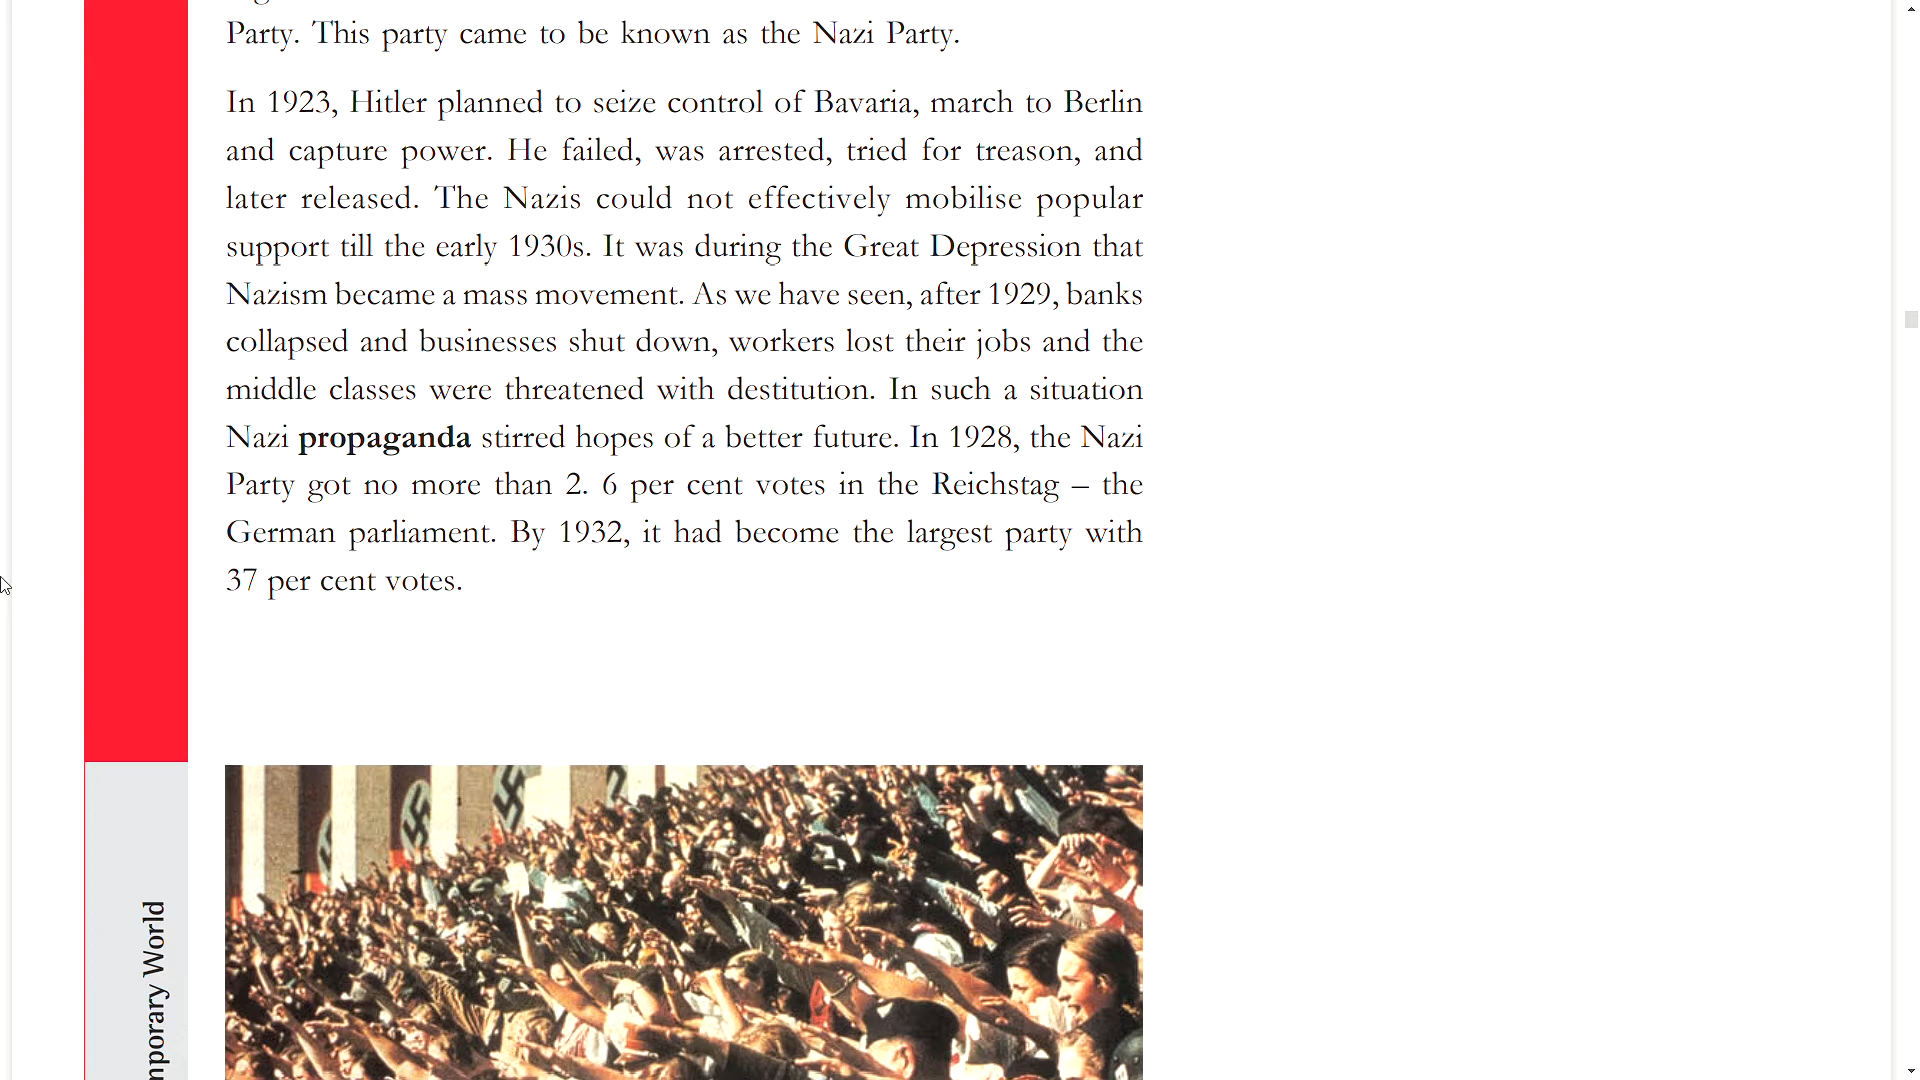 Party. This party came to be known as the Nazi Party.
In 1923, Hitler planned to seize control of Bavaria, march to Berlin
and capture power. He failed, was arrested, tried for treason, and
later released. The Nazis could not effectively mobilise popular
support till the early 1930s. It was during the Great Depression that
Nazism became a mass movement. As we have seen, after 1929, banks
collapsed and businesses shut down, workers lost their jobs and the
middle classes were threatened with destitution. In such a situation
Nazi propaganda stirred hopes of a better future. In 1928, the Nazi
Party got no more than 2. 6 per cent votes in the Reichstag – the
German parliament. By 1932, it had become the largest party with
37 per cent votes.
nporary World